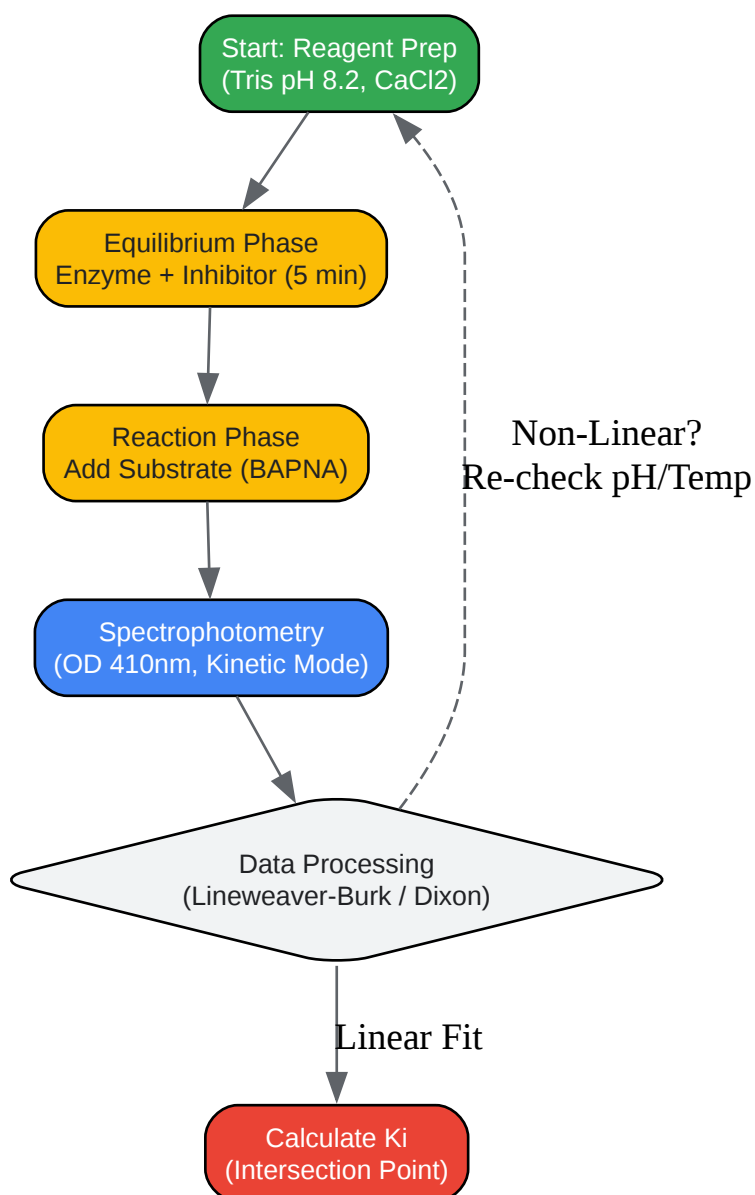 Start: Reagent Prep
(Tris pH 8.2, CaCl2)
Equilibrium Phase
Enzyme + Inhibitor (5 min)
Reaction Phase
Add Substrate (BAPNA)
Non-Linear?
Re-check pH/Temp
Spectrophotometry
(OD 410nm, Kinetic Mode)
Data Processing
(Lineweaver-Burk / Dixon)
Linear Fit
Calculate Ki
(Intersection Point)